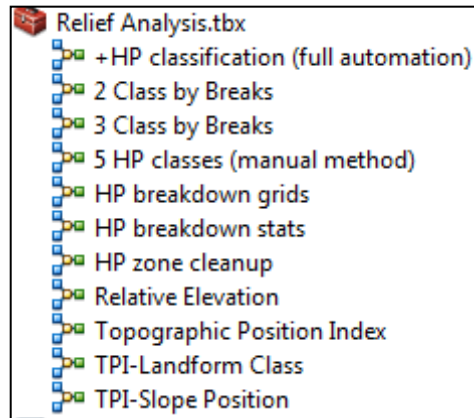 Relief Analysis.tbx
+HP classification (full automation)
2 Class by Breaks
3 Class by Breaks
5 HP classes (manual method)
HP breakdown grids
HP breakdown stats
HP zone cleanup
Relative Elevation
Topographic Position Index
TPI-Landform Class
TPI-Slope Position